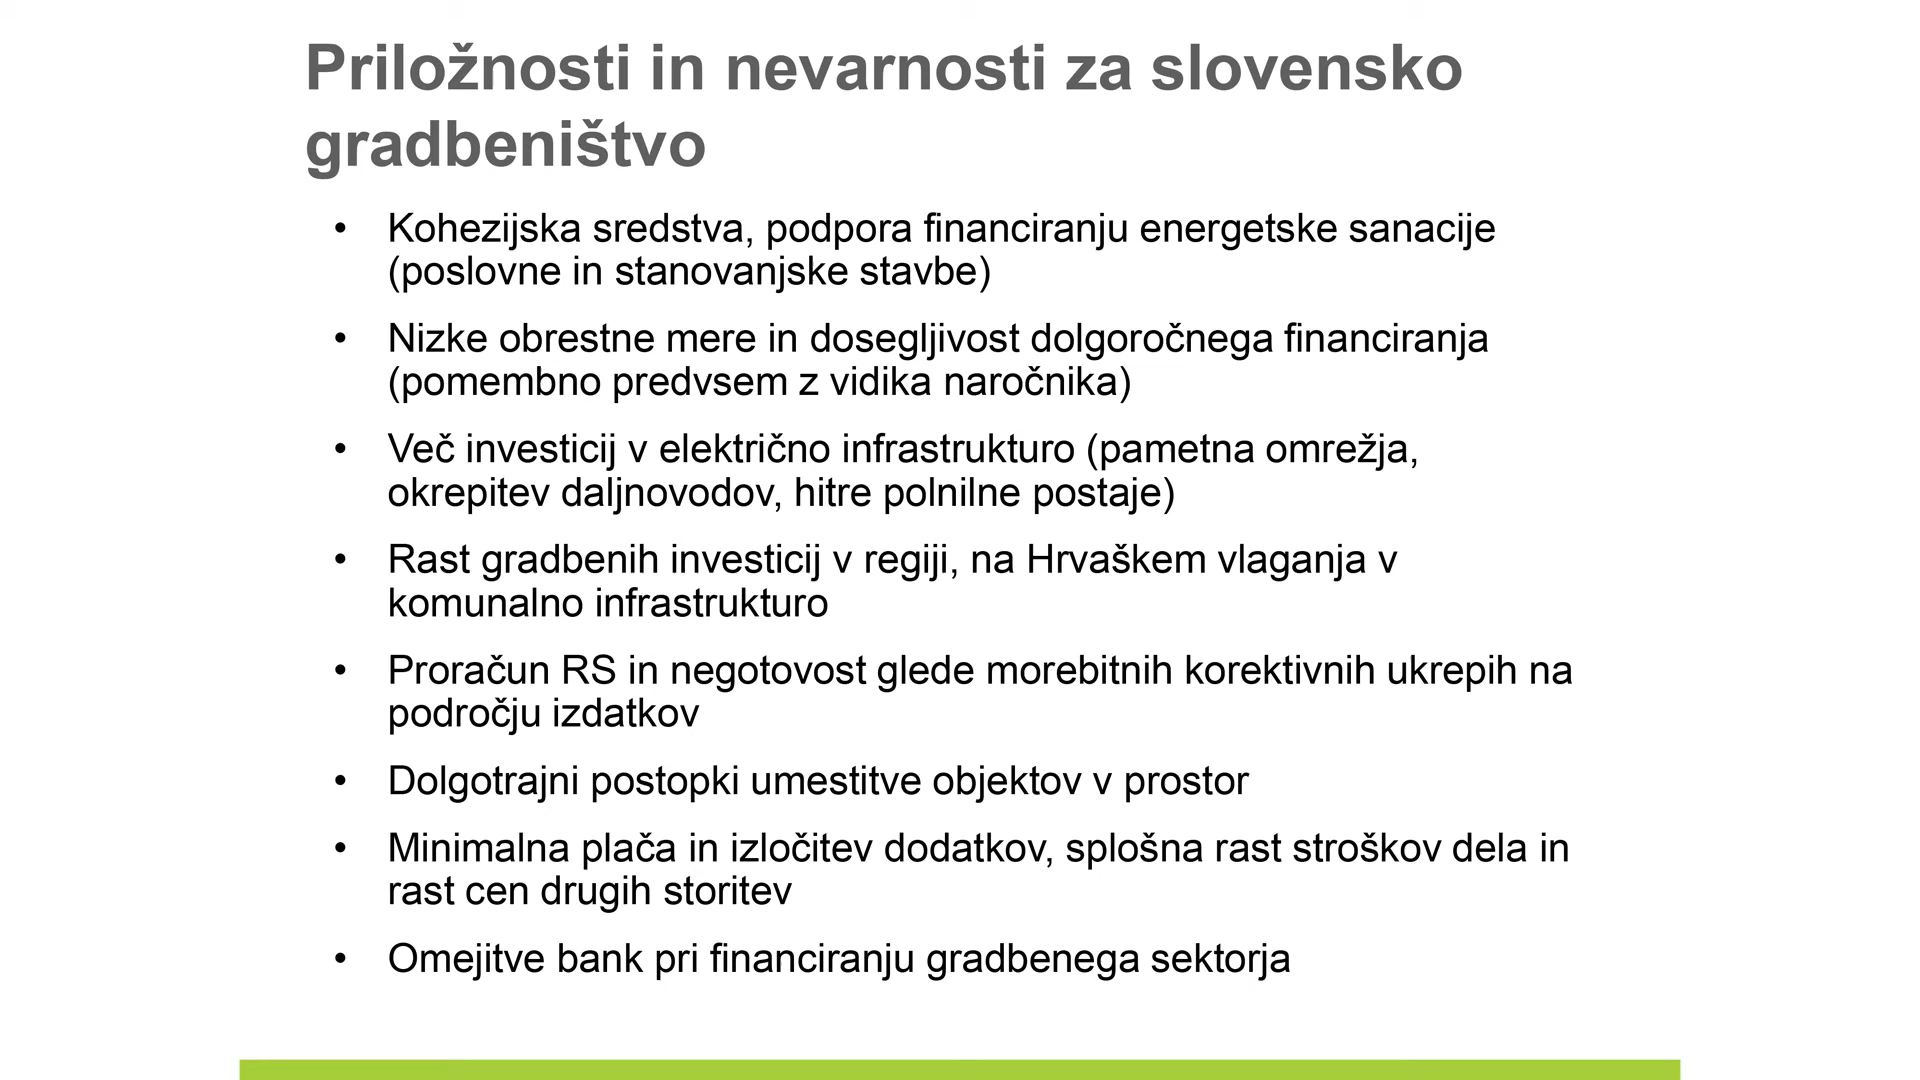 Priložnosti in nevarnosti za slovensko
gradbeništvo
• Kohezijska sredstva, podpora financiranju energetske sanacije
(poslovne in stanovanjske stavbe)
• Nizke obrestne mere in dosegljivost dolgoročnega financiranja
(pomembno predvsem z vidika naročnika)
• Več investicij v električno infrastrukturo (pametna omrežja,
okrepitev daljnovodov, hitre polnilne postaje)
• Rast gradbenih investicij v regiji, na Hrvaškem vlaganja v
komunalno infrastrukturo
• Proračun RS in negotovost glede morebitnih korektivnih ukrepih na
področju izdatkov
• Dolgotrajni postopki umestitve objektov v prostor
• Minimalna plača in izločitev dodatkov, splošna rast stroškov dela in
rast cen drugih storitev
• Omejitve bank pri financiranju gradbenega sektorja